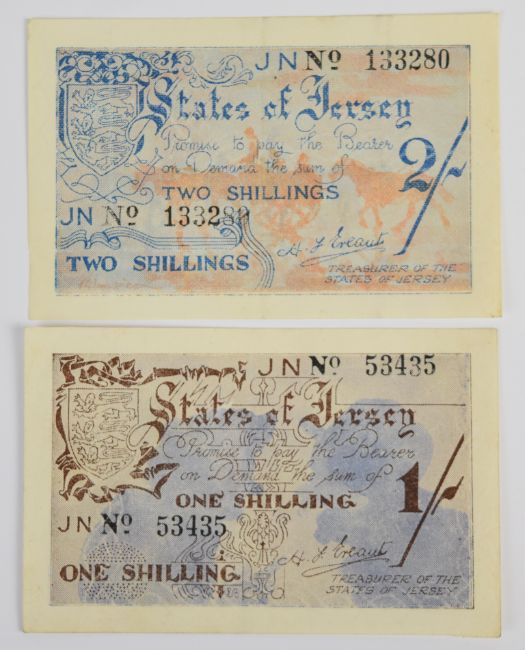 JN Nº 133280
States of Jersey
Promise to pay the Bearer
on Demand the sum of
2/-
TWO SHILLINGS
JN Nº 133280
H F Ereaut
TWO SHILLINGS
TREASURER OF THE
STATES OF JERSEY
JN Nº 53435
States of Jersey
Promise to pay the Bearer
on Demand the sum of
1/-
ONE SHILLING
JN Nº 53435
H F Ereaut
ONE SHILLING
TREASURER OF THE
STATES OF JERSEY